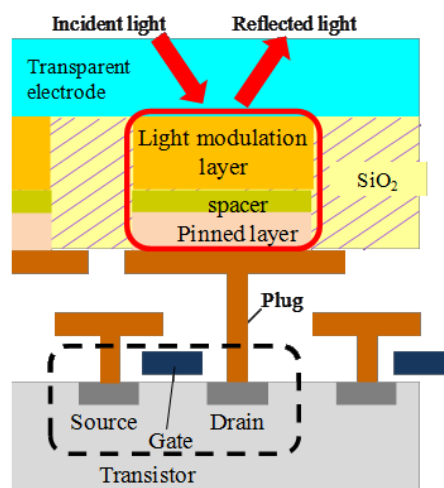 Incident light
Reflected light
Transparent
electrode
Light modulation
layer
SiO₂
spacer
Pinned layer
Plug
Source
Drain
Gate
Transistor